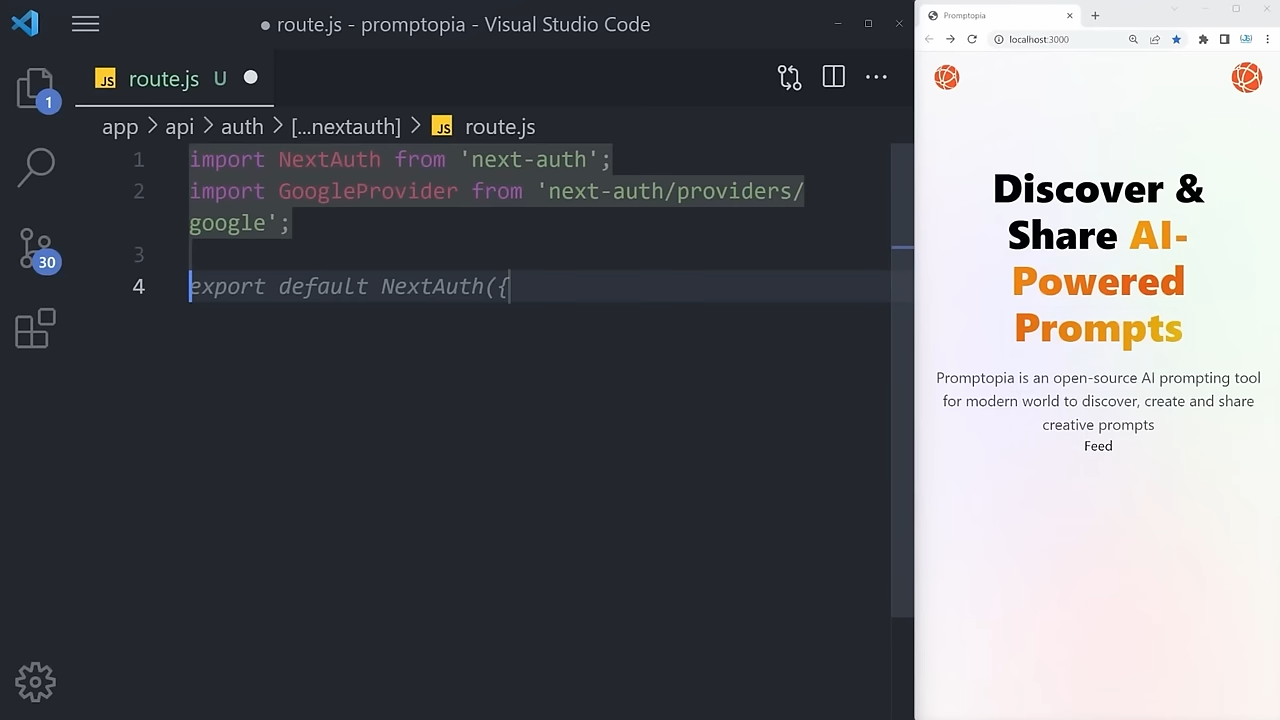 ● route.js - promptopia - Visual Studio Code
JS route.js U
app > api > auth > [...nextauth] > JS route.js
1 import NextAuth from 'next-auth';
2 import GoogleProvider from 'next-auth/providers/
google';
3
4 export default NextAuth({
1
30
Promptopia
localhost:3000
Discover &
Share AI-
Powered
Prompts
Promptopia is an open-source AI prompting tool
for modern world to discover, create and share
creative prompts
Feed